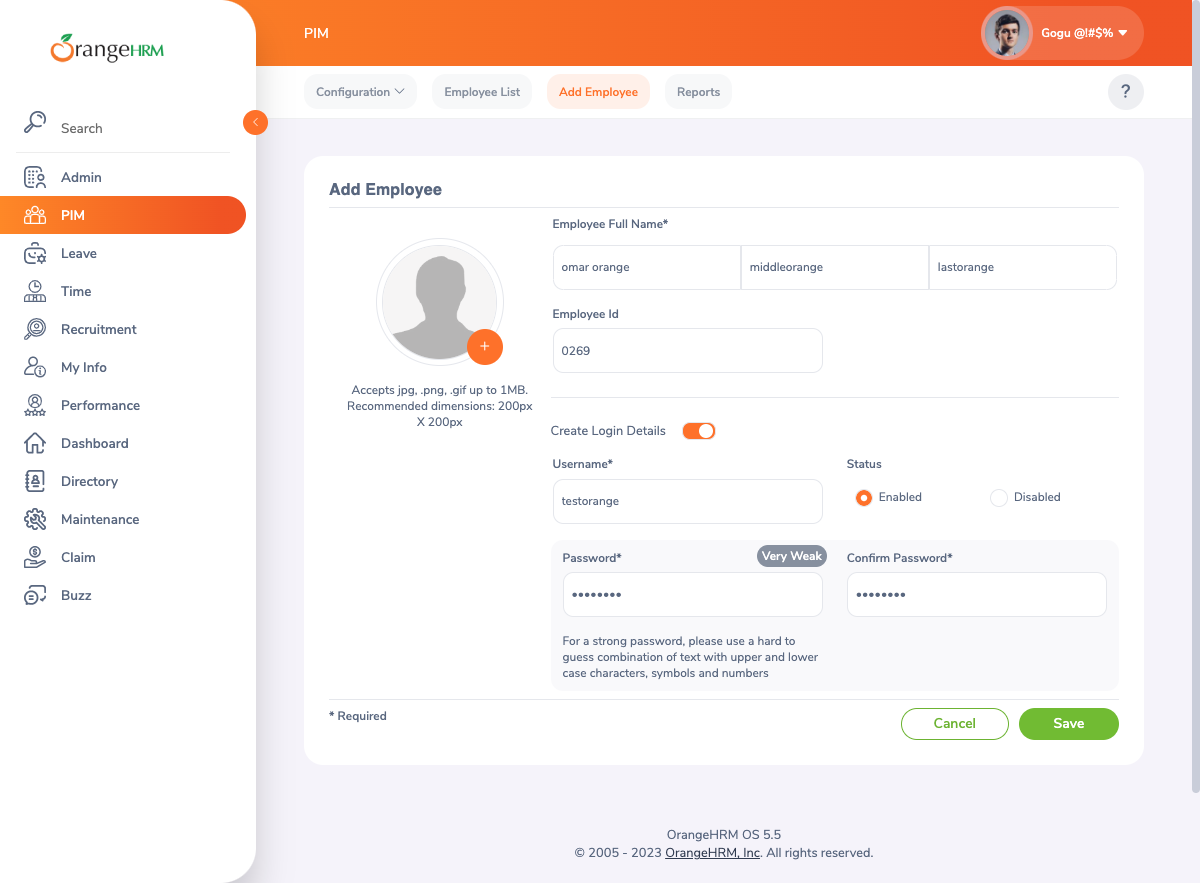 OrangeHRM
PIM
Gogu @!#$%
Configuration
Employee List
Add Employee
Reports
?
Search
Admin
PIM
Leave
Time
Recruitment
My Info
Performance
Dashboard
Directory
Maintenance
Claim
Buzz
Add Employee
Accepts jpg, .png, .gif up to 1MB.
Recommended dimensions: 200px
X 200px
Employee Full Name*
omar orange
middleorange
lastorange
Employee Id
0269
Create Login Details
Username*
testorange
Status
Enabled
Disabled
Password*
Very Weak
••••••••
Confirm Password*
••••••••
For a strong password, please use a hard to
guess combination of text with upper and lower
case characters, symbols and numbers
* Required
Cancel
Save
OrangeHRM OS 5.5
© 2005 - 2023 OrangeHRM, Inc. All rights reserved.